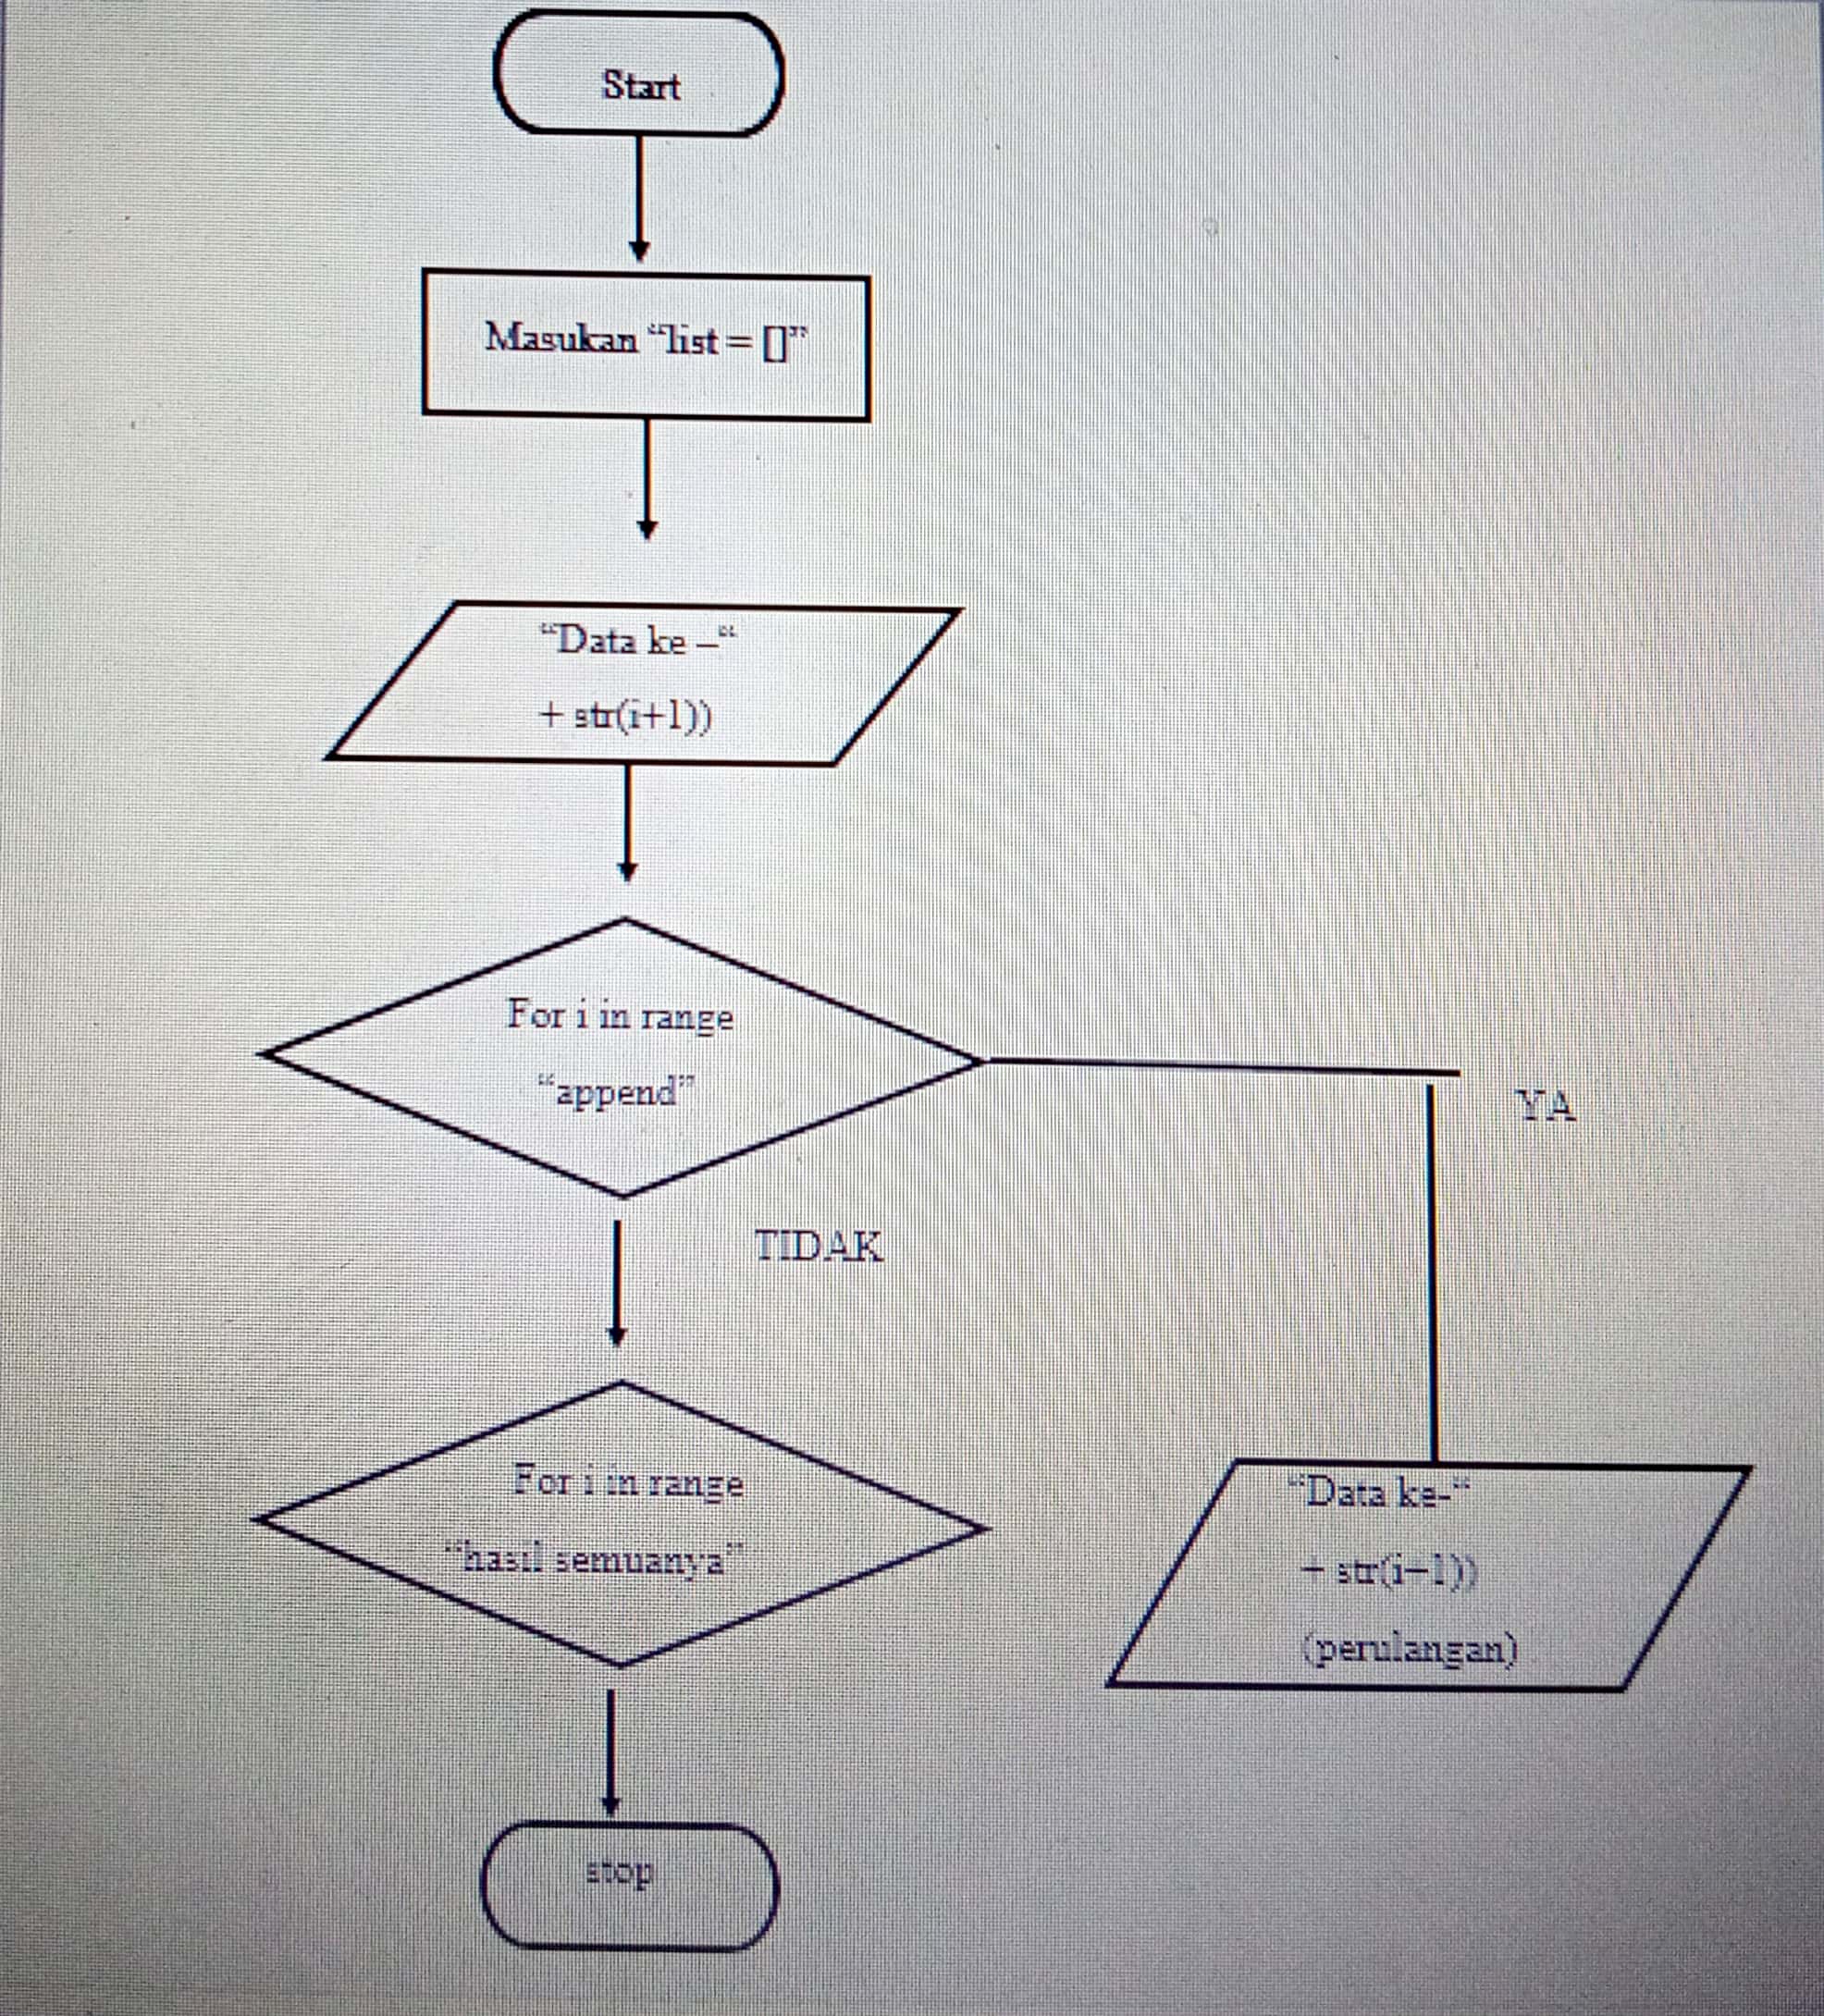 Start
Masukan “list = []”
“Data ke –“
+ str(i+1))
For i in range
“append”
YA
TIDAK
For i in range
“hasil semuanya”
“Data ke-“
+ str(i–1))
(perulangan)
stop